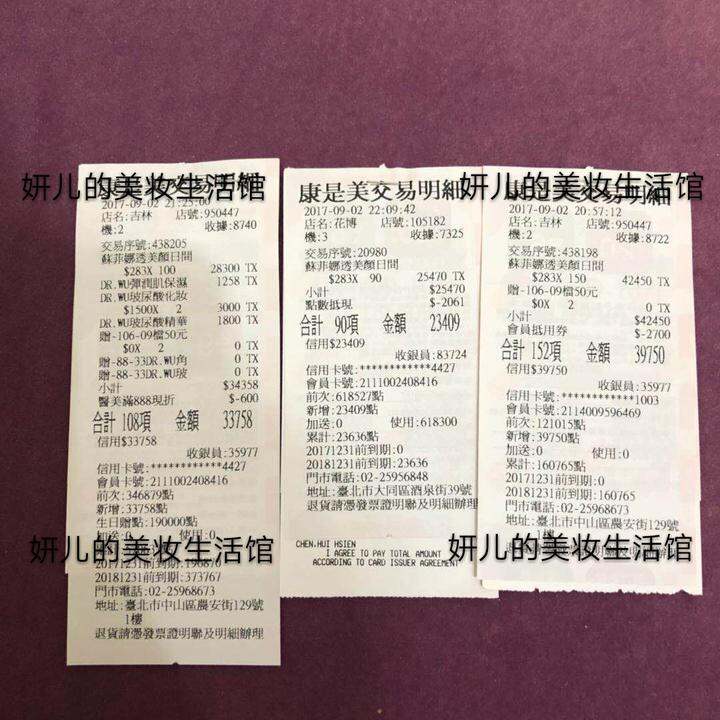 妍儿的美妆生活馆
2017-09-02 21:25:00
店名:吉林 店號:950447
機:2 收據:8740
交易序號:438205
蘇菲娜透美顏日間
$283X 100 28300 TX
DR.WU彈潤肌保濕 1258 TX
DR.WU玻尿酸化妝
$1500X 2 3000 TX
DR.WU玻尿酸精華 1800 TX
贈-106-09檔50元
$0X 2 0 TX
贈-88-33DR.WU角 0 TX
贈-88-33DR.WU玻 0 TX
小計 $34358
醫美滿888現折 $-600
合計 108項 金額 33758
信用$33758
收銀員:35977
信用卡號:************4427
會員卡號:2111002408416
前次:346879點
新增:33758點
生日贈點:190000點
加送:0 使用:0
妍儿的美妆生活馆
20171231前到期:196870
20181231前到期:373767
門市電話:02-25968673
地址:臺北市中山區農安街129號
1樓
退貨請憑發票證明聯及明細辦理
康是美交易明細
2017-09-02 22:09:42
店名:花博 店號:105182
機:3 收據:7325
交易序號:20980
蘇菲娜透美顏日間
$283X 90 25470 TX
小計 $25470
點數抵現 $-2061
合計 90項 金額 23409
信用$23409
收銀員:83724
信用卡號:************4427
會員卡號:2111002408416
前次:618527點
新增:23409點
加送:0 使用:618300
累計:23636點
20171231前到期:0
20181231前到期:23636
門市電話:02-25956848
地址:臺北市大同區酒泉街39號
退貨請憑發票證明聯及明細辦理
CHEN,HUI HSIEN
I AGREE TO PAY TOTAL AMOUNT
ACCORDING TO CARD ISSUER AGREEMENT
妍儿的美妆生活馆
2017-09-02 20:57:12
店名:吉林 店號:950447
機:2 收據:8722
交易序號:438198
蘇菲娜透美顏日間
$283X 150 42450 TX
贈-106-09檔50元
$0X 2 0 TX
小計 $42450
會員抵用券 $-2700
合計 152項 金額 39750
信用$39750
收銀員:35977
信用卡號:************1003
會員卡號:2114009596469
前次:121015點
新增:39750點
加送:0 使用:0
累計:160765點
20171231前到期:0
20181231前到期:160765
門市電話:02-25968673
地址:臺北市中山區農安街129號
妍儿的美妆生活馆